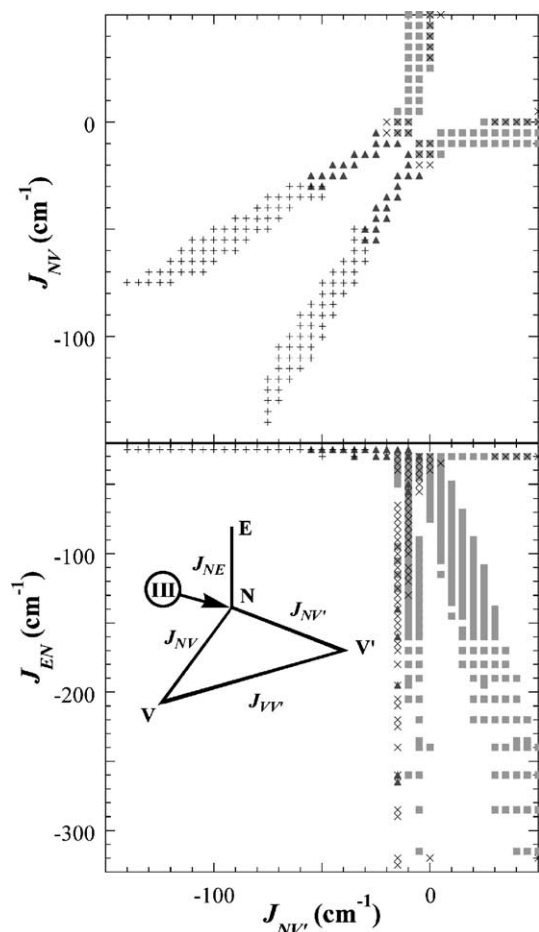 0
-100
J_NV (cm⁻¹)
-100
-200
-300
J_EN (cm⁻¹)
E
J_NE
III
N
J_NV'
J_NV
V'
V
J_VV'
-100
0
J_NV' (cm⁻¹)